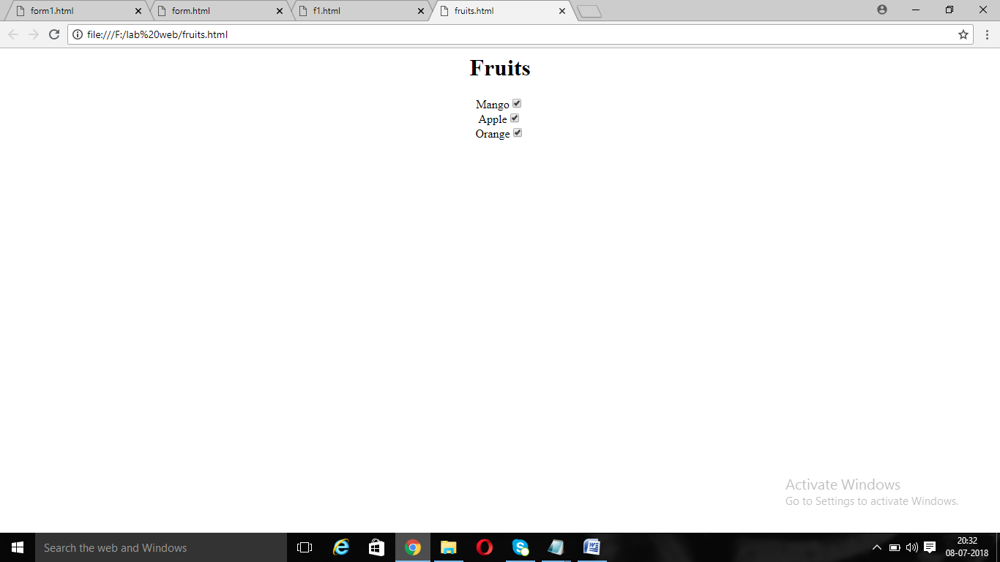 form1.html
form.html
f1.html
fruits.html
file:///F:/lab%20web/fruits.html
Fruits
Mango
Apple
Orange
Activate Windows
Go to Settings to activate Windows.
Search the web and Windows
20:32
08-07-2018